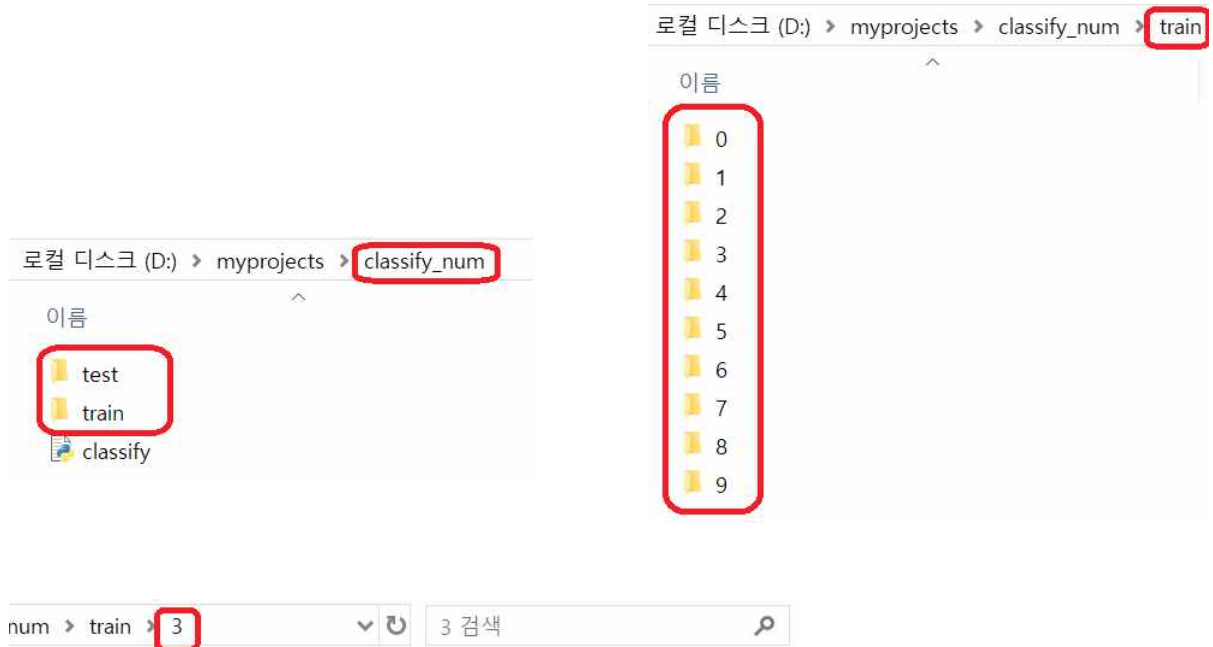 로컬 디스크 (D:) > myprojects > classify_num > train
이름
0
1
2
3
4
5
6
7
8
9
로컬 디스크 (D:) > myprojects > classify_num
이름
test
train
classify
num > train > 3
3 검색